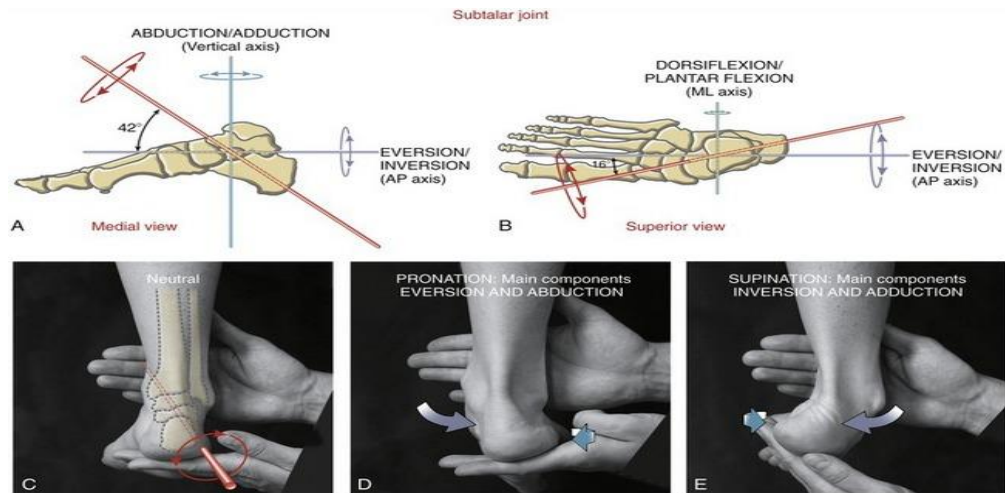 Subtalar joint
ABDUCTION/ADDUCTION
(Vertical axis)
42°
EVERSION/
INVERSION
(AP axis)
A
Medial view
DORSIFLEXION/
PLANTAR FLEXION
(ML axis)
16°
EVERSION/
INVERSION
(AP axis)
B
Superior view
Neutral
C
PRONATION: Main components
EVERSION AND ABDUCTION
D
SUPINATION: Main components
INVERSION AND ADDUCTION
E